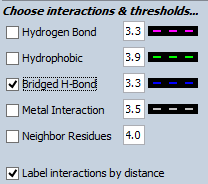 Choose interactions & thresholds...
Hydrogen Bond 3.3
Hydrophobic 3.9
Bridged H-Bond 3.3
Metal Interaction 3.5
Neighbor Residues 4.0
Label interactions by distance